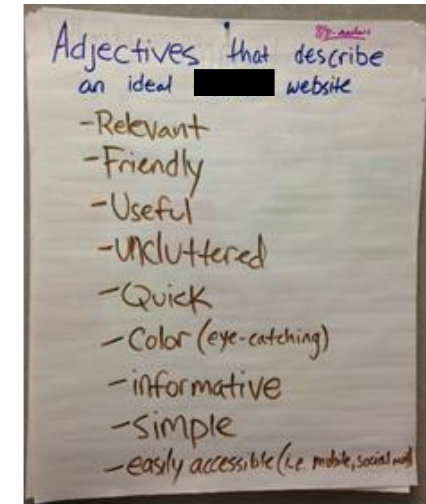 Adjectives that describe
an ideal website
-Relevant
-Friendly
-Useful
-Uncluttered
-Quick
-Color (eye-catching)
-informative
-simple
-easily accessible (i.e. mobile, social